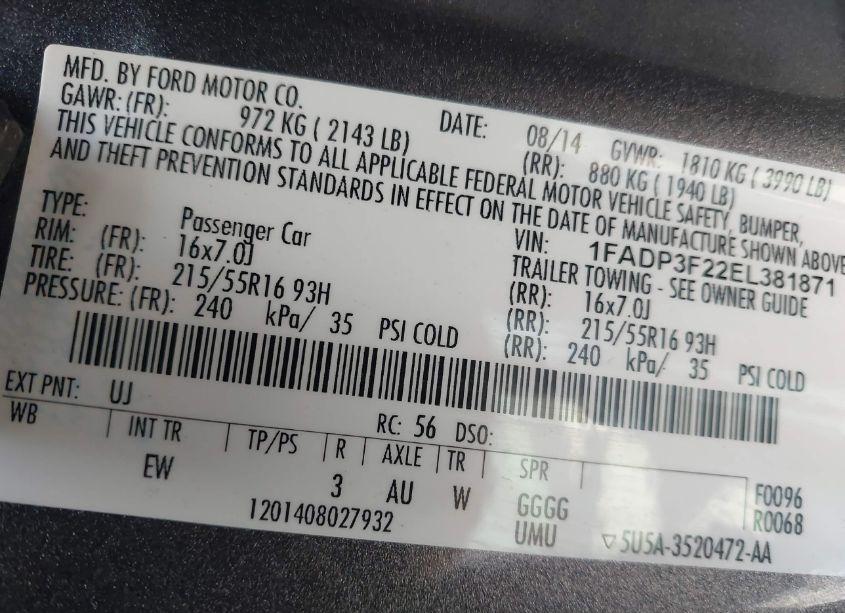 MFD. BY FORD MOTOR CO.
DATE: 08/14 GVWR: 1810 KG ( 3990 LB)
GAWR: (FR): 972 KG ( 2143 LB) (RR): 880 KG ( 1940 LB)
THIS VEHICLE CONFORMS TO ALL APPLICABLE FEDERAL MOTOR VEHICLE SAFETY, BUMPER,
AND THEFT PREVENTION STANDARDS IN EFFECT ON THE DATE OF MANUFACTURE SHOWN ABOVE
VIN: 1FADP3F22EL381871
TYPE: Passenger Car TRAILER TOWING - SEE OWNER GUIDE
RIM: (FR): 16x7.0J (RR): 16x7.0J
TIRE: (FR): 215/55R16 93H (RR): 215/55R16 93H
PRESSURE: (FR): 240 kPa/ 35 PSI COLD (RR): 240 kPa/ 35 PSI COLD
EXT PNT: UJ RC: 56 DSO:
WB INT TR TP/PS R AXLE TR SPR F0096
EW 3 AU W GGGG R0068
UMU
1201408027932 ▽5U5A-3520472-AA